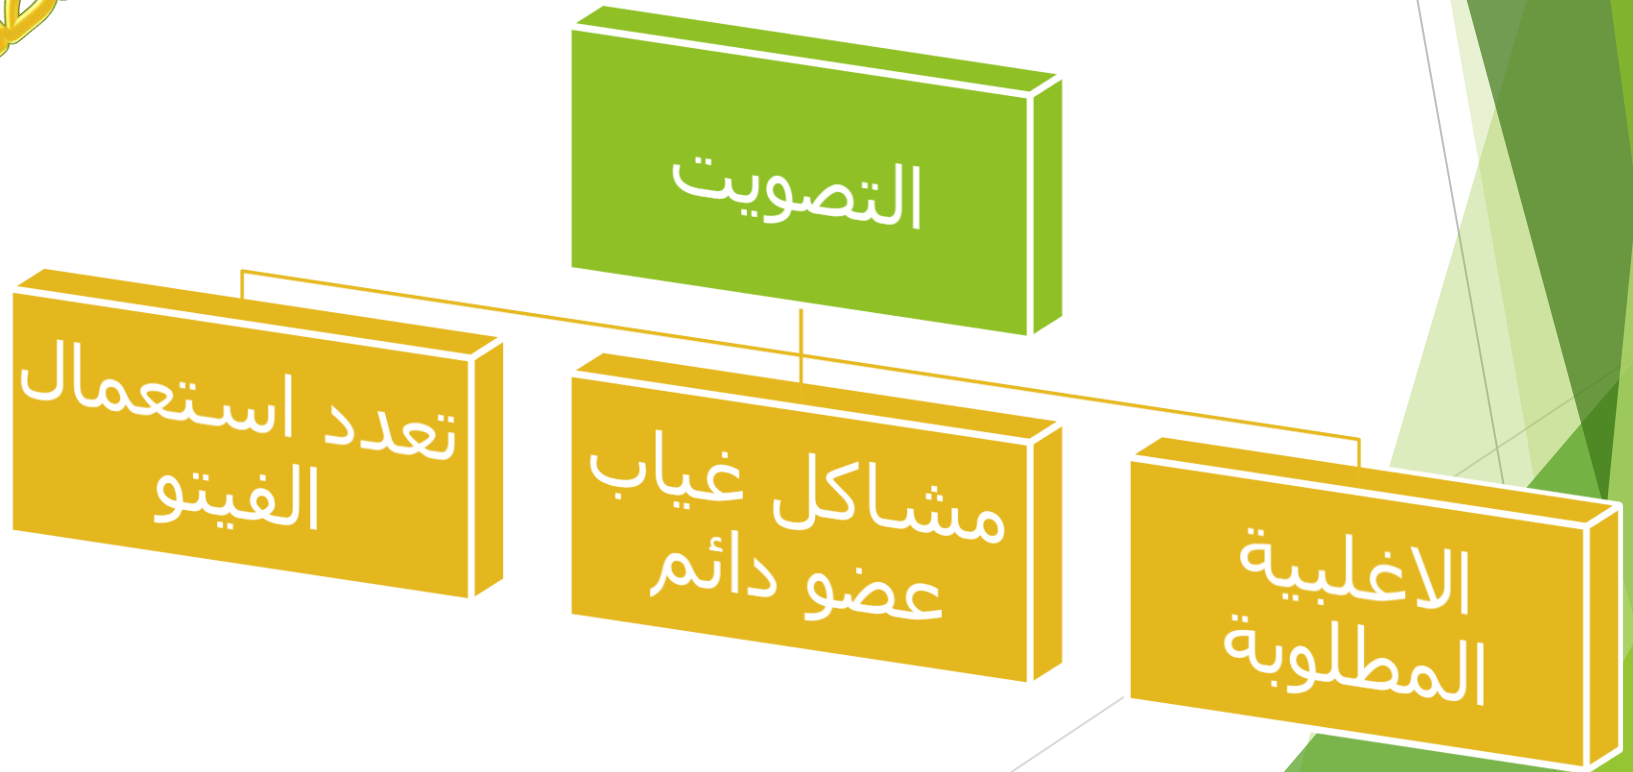 التصويت
الاغلبية
المطلوبة
مشاكل غياب
عضو دائم
تعدد استعمال
الفيتو